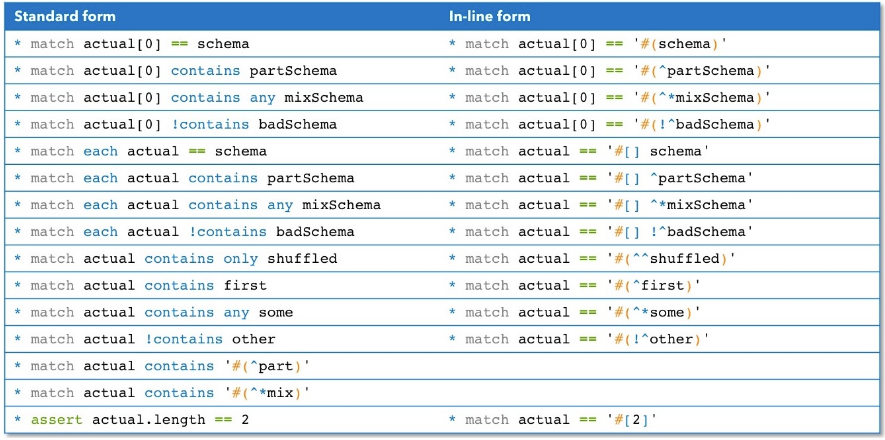 Standard form In-line form
* match actual[0] == schema * match actual[0] == '#(schema)'
* match actual[0] contains partSchema * match actual[0] == '#(^partSchema)'
* match actual[0] contains any mixSchema * match actual[0] == '#(^*mixSchema)'
* match actual[0] !contains badSchema * match actual[0] == '#(!^badSchema)'
* match each actual == schema * match actual == '#[] schema'
* match each actual contains partSchema * match actual == '#[] ^partSchema'
* match each actual contains any mixSchema * match actual == '#[] ^*mixSchema'
* match each actual !contains badSchema * match actual == '#[] !^badSchema'
* match actual contains only shuffled * match actual == '#(^^shuffled)'
* match actual contains first * match actual == '#(^first)'
* match actual contains any some * match actual == '#(^*some)'
* match actual !contains other * match actual == '#(!^other)'
* match actual contains '#(^part)'
* match actual contains '#(^*mix)'
* assert actual.length == 2 * match actual == '#[2]'